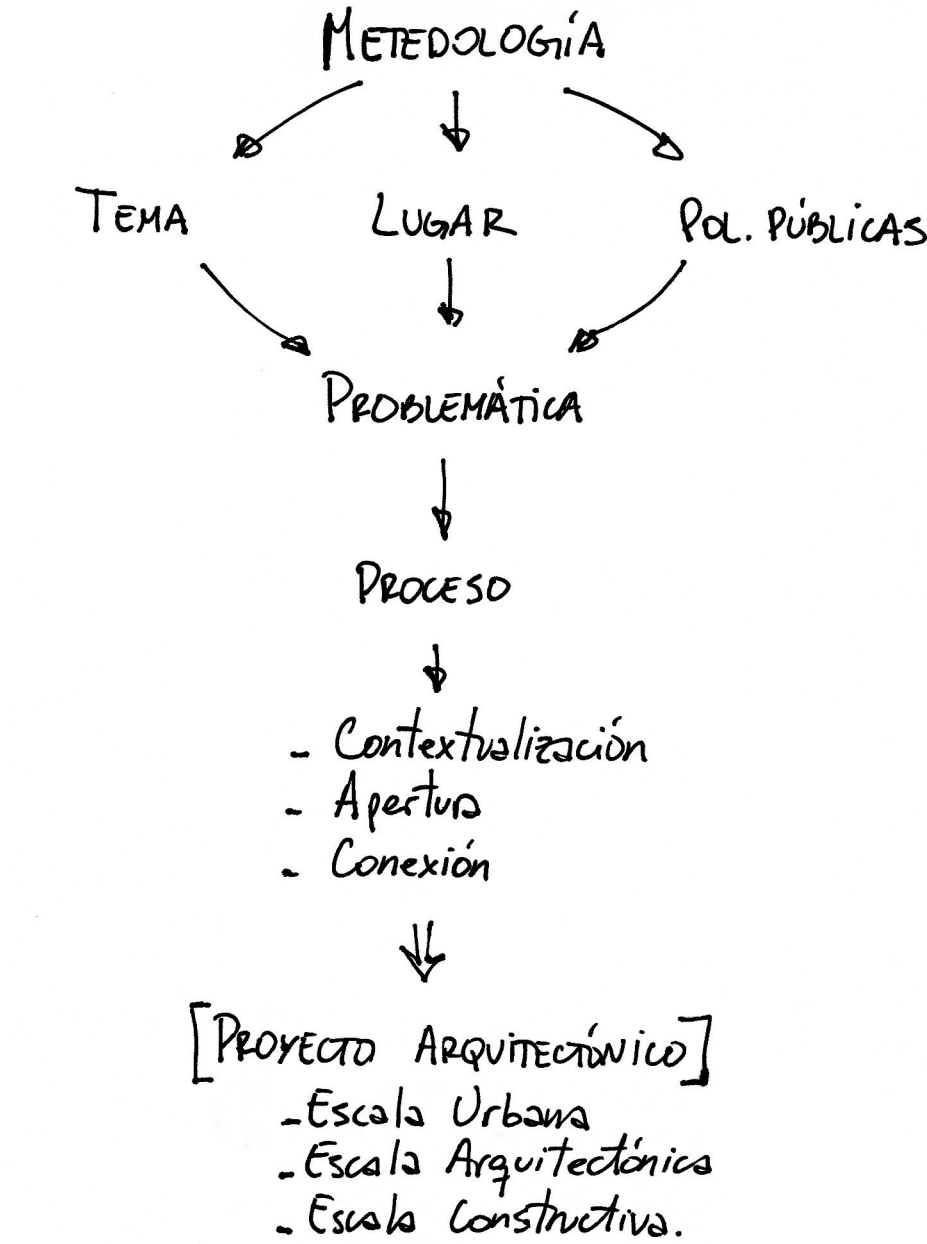 METEDOLOGÍA
TEMA LUGAR POL. PÚBLICAS
PROBLEMÁTICA
PROCESO
- Contextualización
- Apertura
- Conexión
[PROYECTO ARQUITECTÓNICO]
- Escala Urbana
- Escala Arquitectónica
- Escala Constructiva.